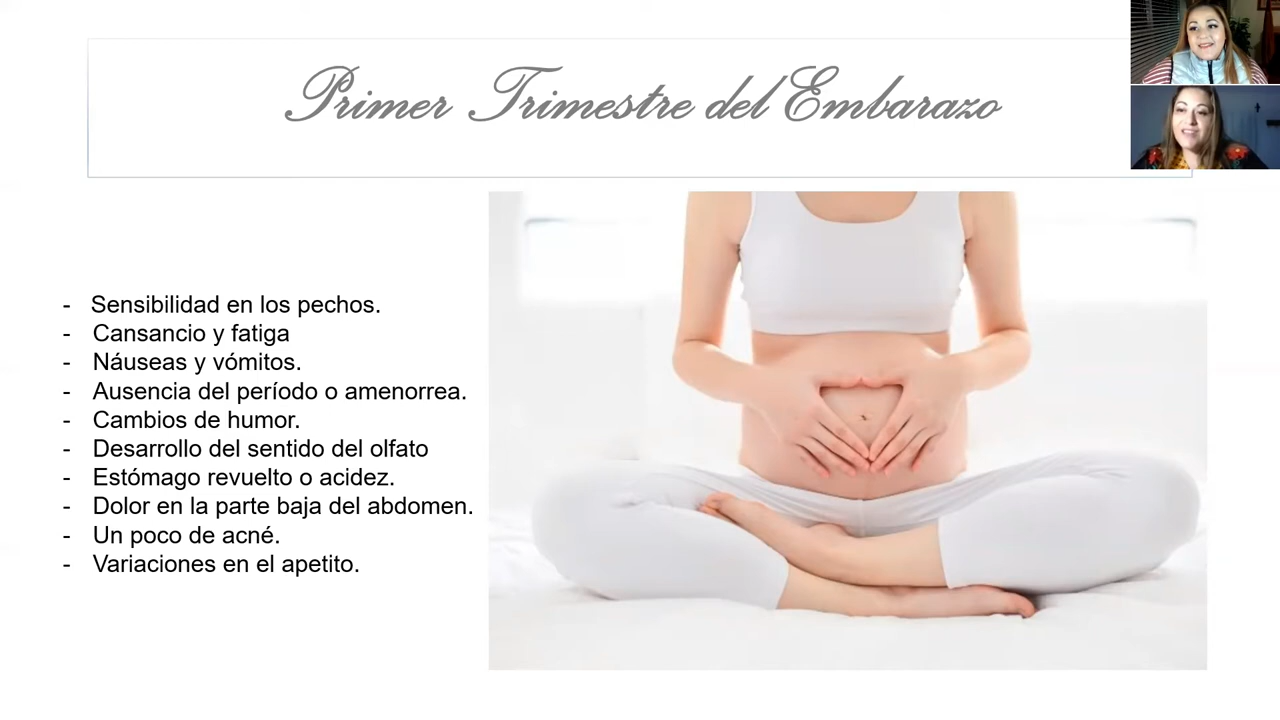 Primer Trimestre del Embarazo
- Sensibilidad en los pechos.
- Cansancio y fatiga
- Náuseas y vómitos.
- Ausencia del período o amenorrea.
- Cambios de humor.
- Desarrollo del sentido del olfato
- Estómago revuelto o acidez.
- Dolor en la parte baja del abdomen.
- Un poco de acné.
- Variaciones en el apetito.